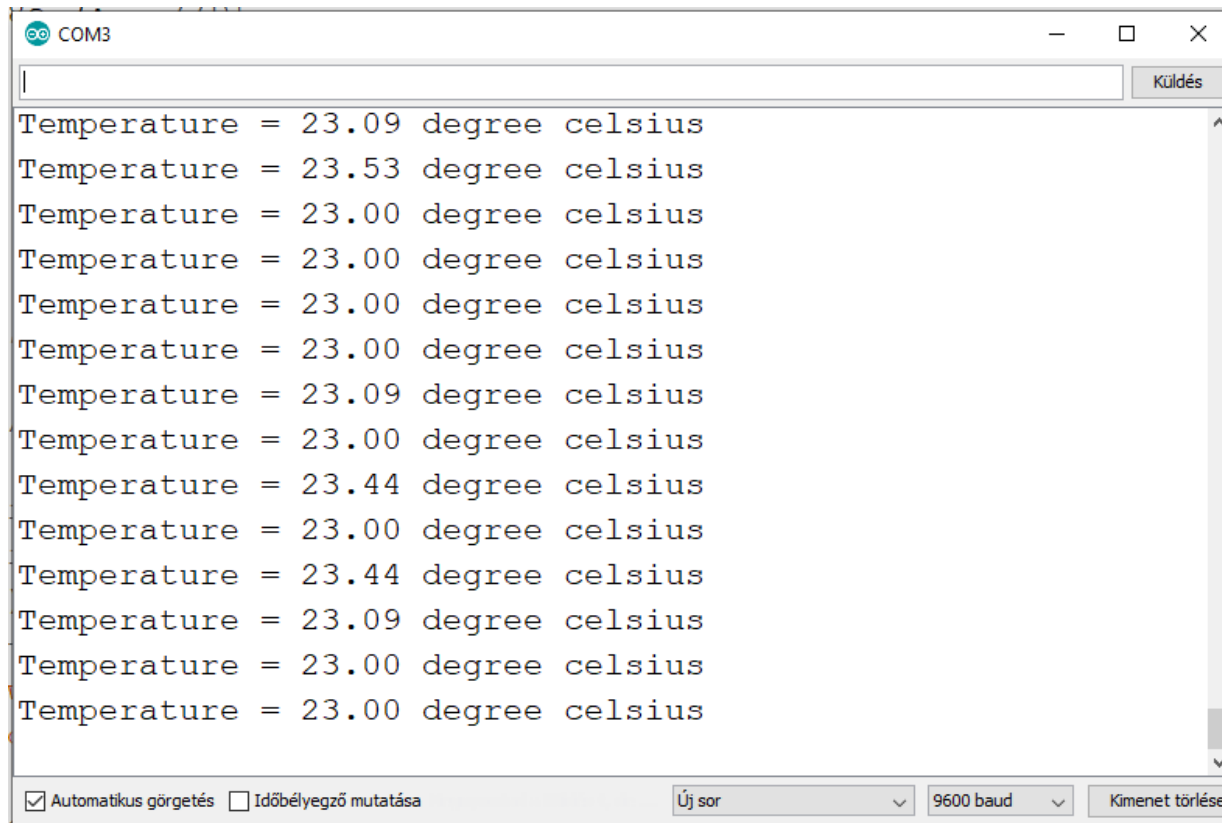 COM3
Küldés
Temperature = 23.09 degree celsius
Temperature = 23.53 degree celsius
Temperature = 23.00 degree celsius
Temperature = 23.00 degree celsius
Temperature = 23.00 degree celsius
Temperature = 23.00 degree celsius
Temperature = 23.09 degree celsius
Temperature = 23.00 degree celsius
Temperature = 23.44 degree celsius
Temperature = 23.00 degree celsius
Temperature = 23.44 degree celsius
Temperature = 23.09 degree celsius
Temperature = 23.00 degree celsius
Temperature = 23.00 degree celsius
Automatikus görgetés Időbélyegző mutatása Új sor 9600 baud Kimenet törlése